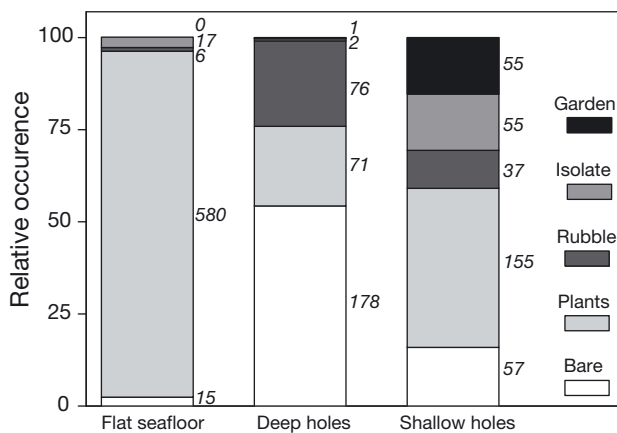 Relative occurence
100
75
50
25
0
0
17
6
580
15
1
2
76
71
178
55
55
37
155
57
Garden
Isolate
Rubble
Plants
Bare
Flat seafloor
Deep holes
Shallow holes